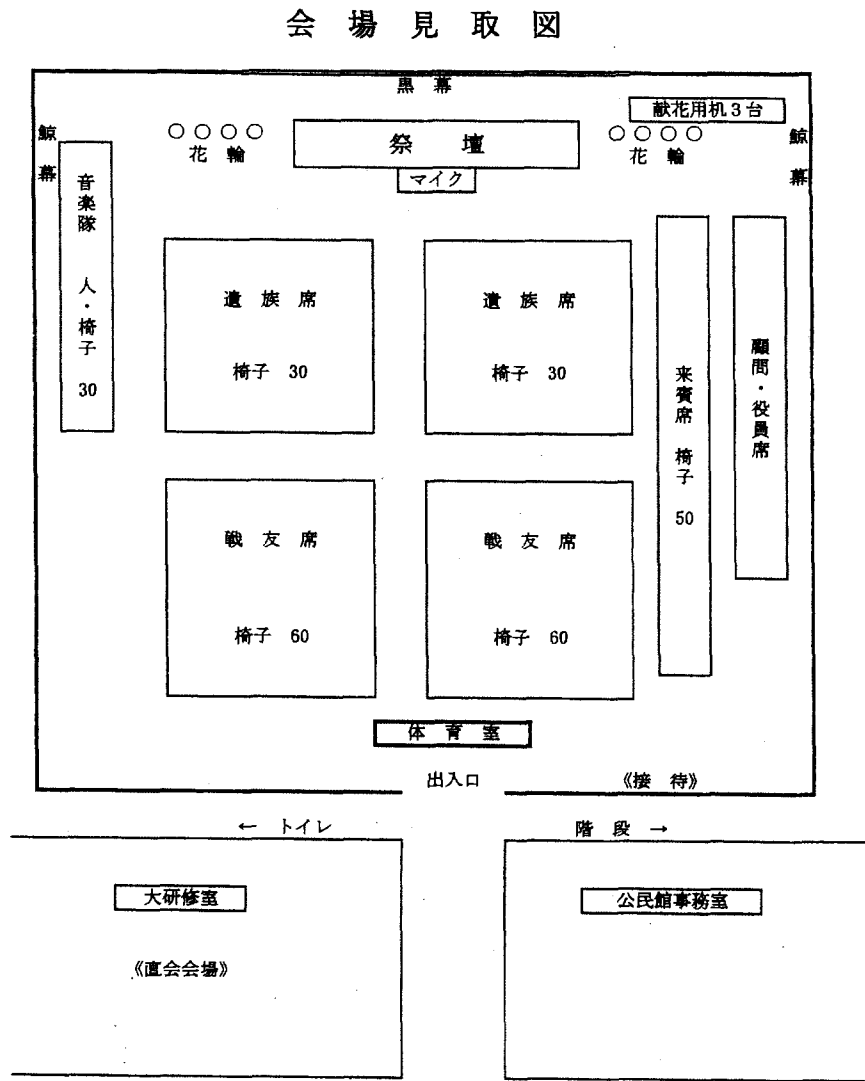 会場見取図
黒幕
献花用机3台
鯨幕
○○○○
花輪
祭壇
マイク
○○○○
花輪
鯨幕
音楽隊 人・椅子 30
遺族席
椅子 30
遺族席
椅子 30
来賓席 椅子 50
顧問・役員席
戦友席
椅子 60
戦友席
椅子 60
体育室
出入口
《接待》
← トイレ
階段 →
大研修室
《直会会場》
公民館事務室